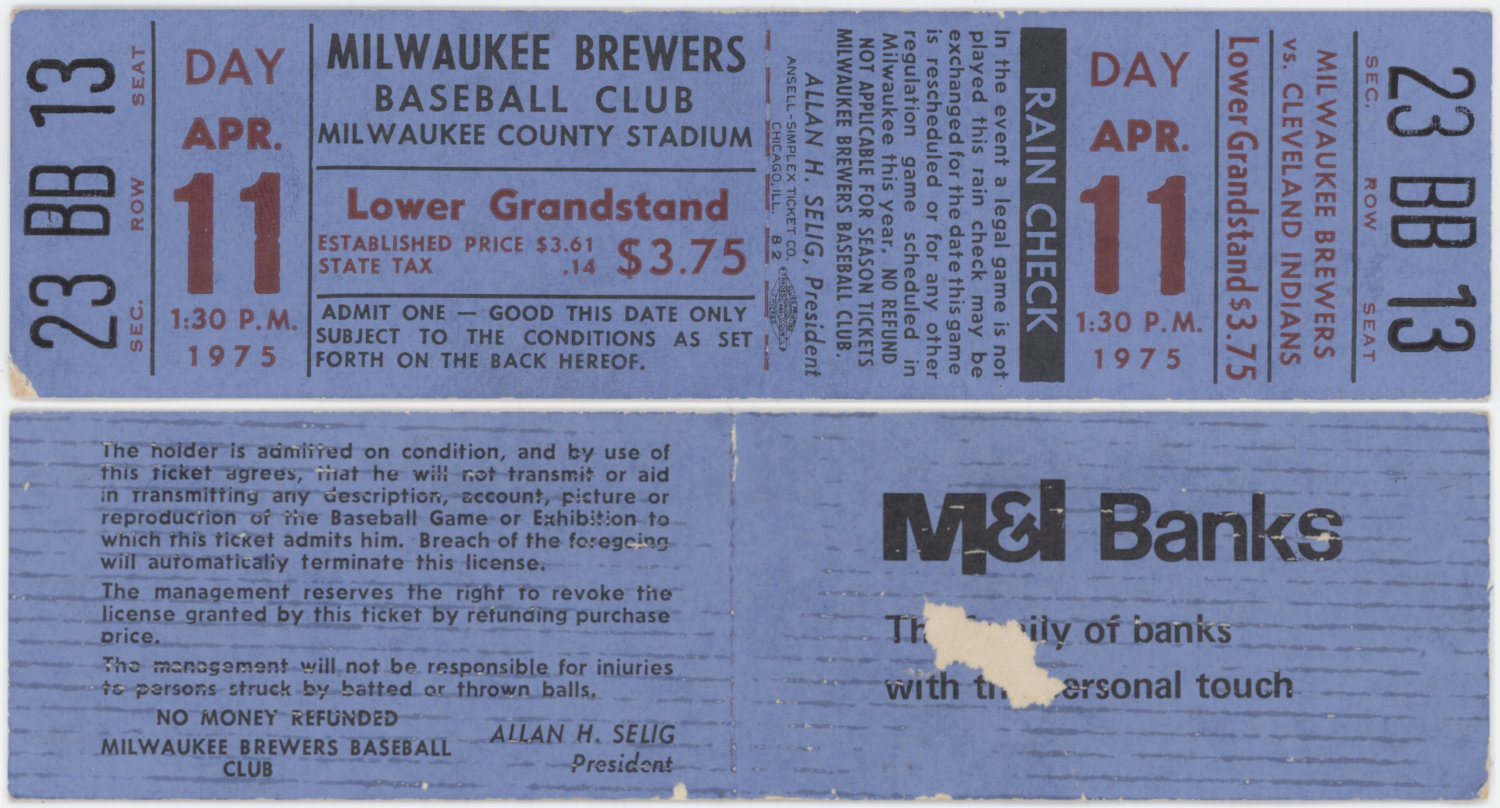 23 BB 13
SEC. ROW SEAT
DAY
APR.
11
1:30 P.M.
1975
MILWAUKEE BREWERS
BASEBALL CLUB
MILWAUKEE COUNTY STADIUM
Lower Grandstand
ESTABLISHED PRICE $3.61
STATE TAX .14
$3.75
ADMIT ONE — GOOD THIS DATE ONLY
SUBJECT TO THE CONDITIONS AS SET
FORTH ON THE BACK HEREOF.
RAIN CHECK
In the event a legal game is not
played this rain check may be
exchanged for the date this game
is rescheduled or for any other
regulation game scheduled in
Milwaukee this year. NO REFUND
NOT APPLICABLE FOR SEASON TICKETS
MILWAUKEE BREWERS BASEBALL CLUB.
ALLAN H. SELIG, President
ANSELL-SIMPLEX TICKET CO.,
CHICAGO, ILL. 82
DAY
APR.
11
1:30 P.M.
1975
Lower Grandstand $3.75
MILWAUKEE BREWERS
vs. CLEVELAND INDIANS
SEC. ROW SEAT
23 BB 13
The holder is admitted on condition, and by use of
this ticket agrees, that he will not transmit or aid
in transmitting any description, account, picture or
reproduction of the Baseball Game or Exhibition to
which this ticket admits him. Breach of the foregoing
will automatically terminate this license.
The management reserves the right to revoke the
license granted by this ticket by refunding purchase
price.
The management will not be responsible for injuries
to persons struck by batted or thrown balls.
NO MONEY REFUNDED
MILWAUKEE BREWERS BASEBALL
CLUB
ALLAN H. SELIG
President
M&I Banks
of banks
with touch